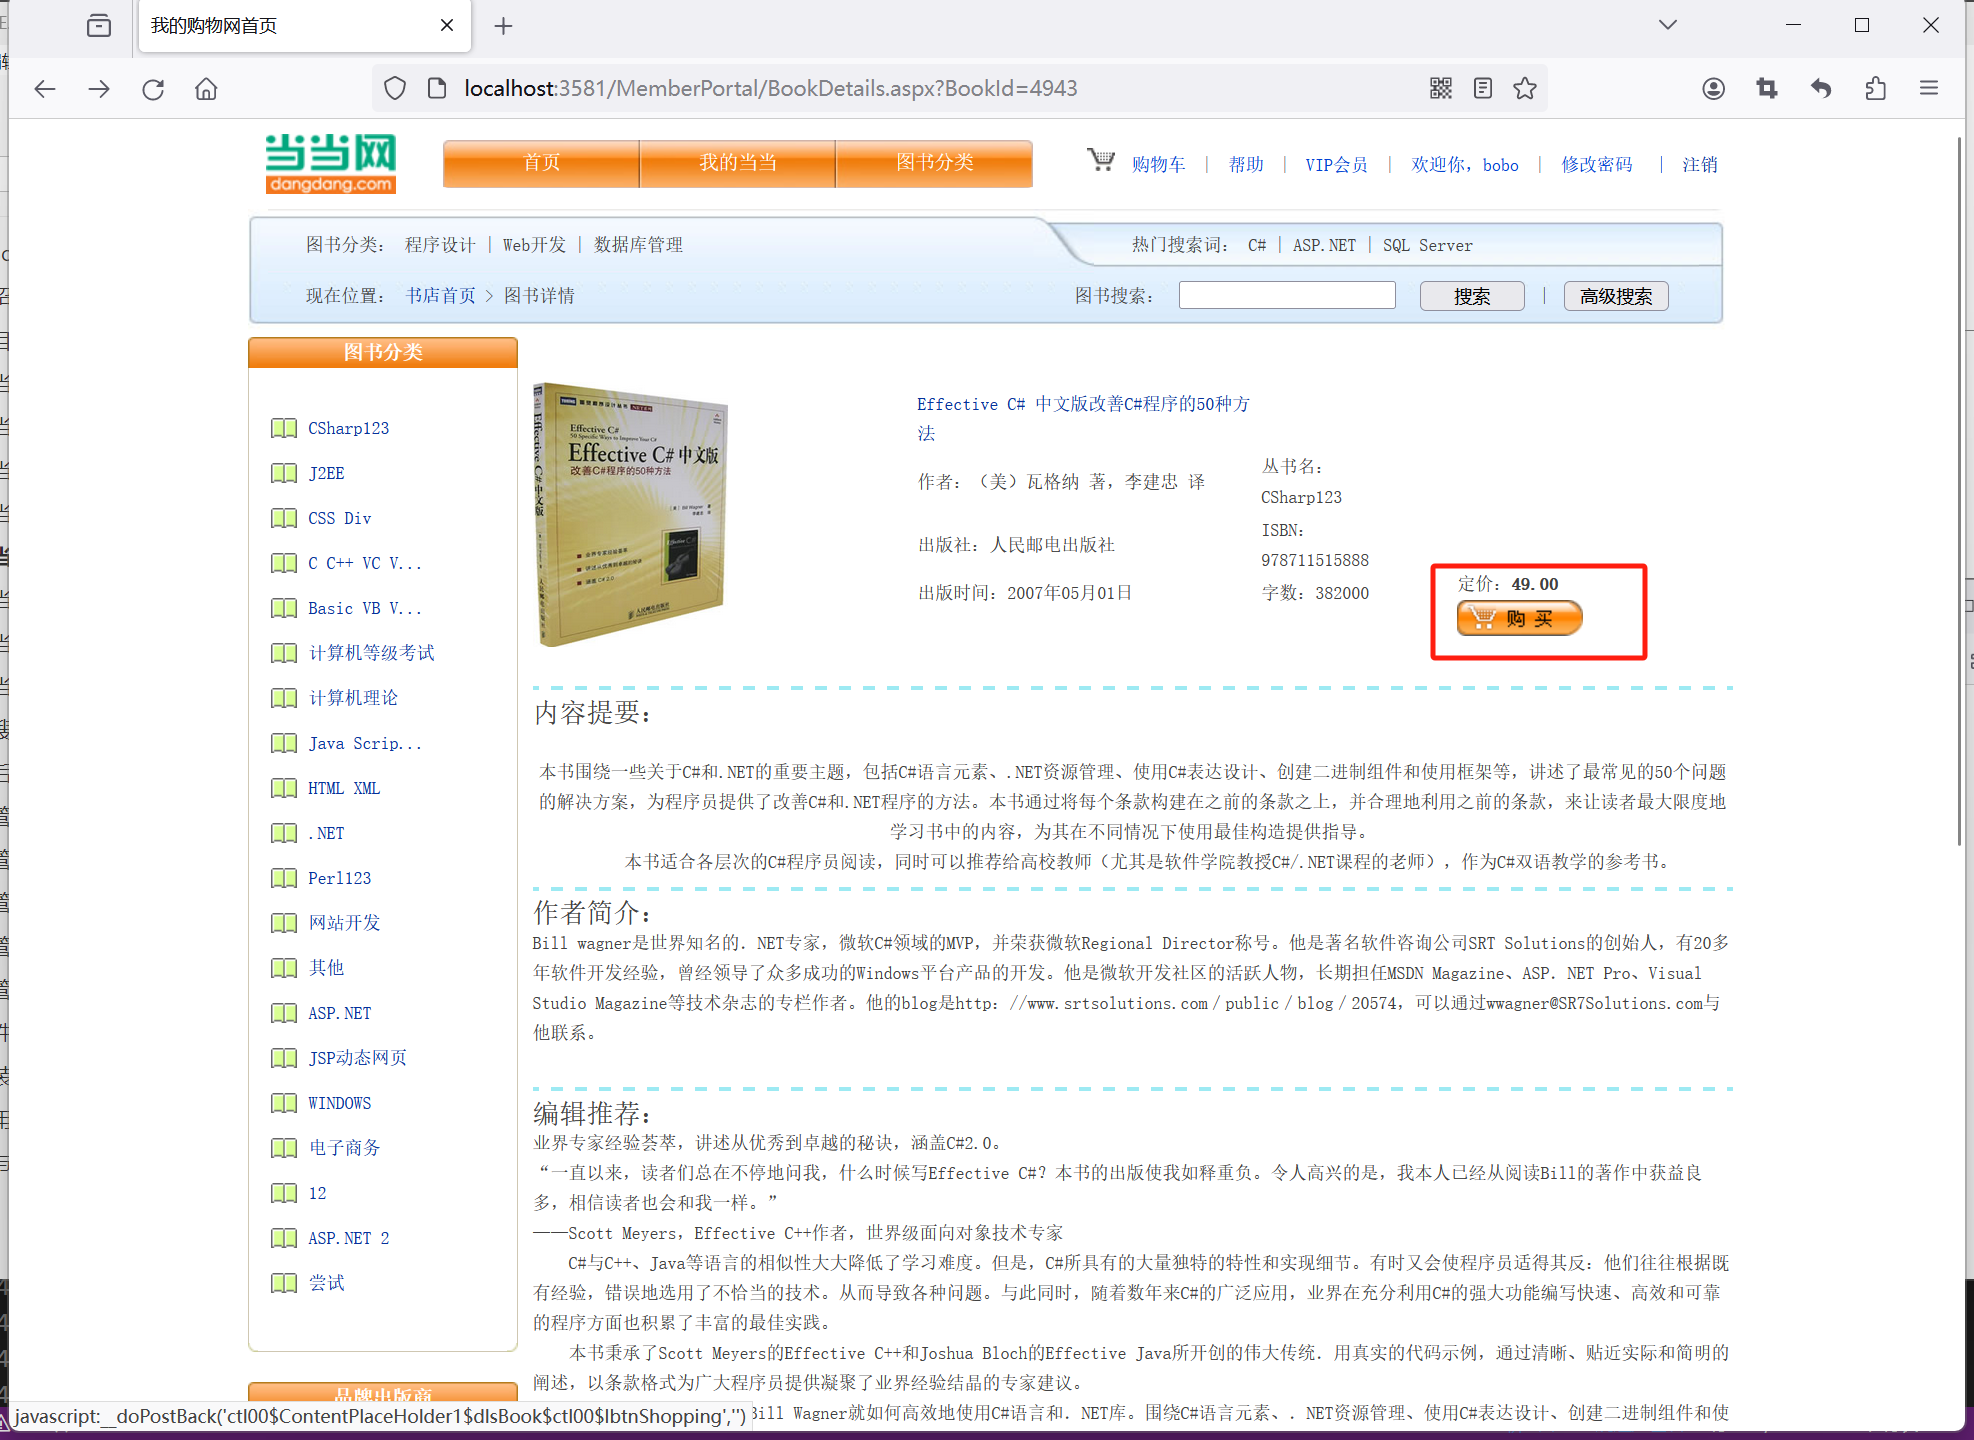 我的购物网首页
localhost:3581/MemberPortal/BookDetails.aspx?BookId=4943
当当网
dangdang.com
首页
我的当当
图书分类
购物车 | 帮助 | VIP会员 | 欢迎你，bobo | 修改密码 | 注销
图书分类： 程序设计 | Web开发 | 数据库管理
热门搜索词： C# | ASP.NET | SQL Server
现在位置： 书店首页 > 图书详情
图书搜索： 搜索 | 高级搜索
图书分类
CSharp123
J2EE
CSS Div
C C++ VC V...
Basic VB V...
计算机等级考试
计算机理论
Java Scrip...
HTML XML
.NET
Perl123
网站开发
其他
ASP.NET
JSP动态网页
WINDOWS
电子商务
12
ASP.NET 2
尝试
品牌出版商
Effective C#
50 Specific Ways to Improve Your C#
Effective C# 中文版
改善C#程序的50种方法
Effective C# 中文版
人民邮电出版社
Effective C# 中文版改善C#程序的50种方
法
作者：（美）瓦格纳 著，李建忠 译
出版社：人民邮电出版社
出版时间：2007年05月01日
丛书名：
CSharp123
ISBN：
978711515888
字数：382000
定价：49.00
购 买
内容提要：
本书围绕一些关于C#和.NET的重要主题，包括C#语言元素、.NET资源管理、使用C#表达设计、创建二进制组件和使用框架等，讲述了最常见的50个问题
的解决方案，为程序员提供了改善C#和.NET程序的方法。本书通过将每个条款构建在之前的条款之上，并合理地利用之前的条款，来让读者最大限度地
学习书中的内容，为其在不同情况下使用最佳构造提供指导。
本书适合各层次的C#程序员阅读，同时可以推荐给高校教师（尤其是软件学院教授C#/.NET课程的老师），作为C#双语教学的参考书。
作者简介：
Bill wagner是世界知名的．NET专家，微软C#领域的MVP，并荣获微软Regional Director称号。他是著名软件咨询公司SRT Solutions的创始人，有20多
年软件开发经验，曾经领导了众多成功的Windows平台产品的开发。他是微软开发社区的活跃人物，长期担任MSDN Magazine、ASP．NET Pro、Visual
Studio Magazine等技术杂志的专栏作者。他的blog是http：//www.srtsolutions.com／public／blog／20574，可以通过wwagner@SR7Solutions.com与
他联系。
编辑推荐：
业界专家经验荟萃，讲述从优秀到卓越的秘诀，涵盖C#2.0。
“一直以来，读者们总在不停地问我，什么时候写Effective C#？本书的出版使我如释重负。令人高兴的是，我本人已经从阅读Bill的著作中获益良
多，相信读者也会和我一样。”
——Scott Meyers，Effective C++作者，世界级面向对象技术专家
C#与C++、Java等语言的相似性大大降低了学习难度。但是，C#所具有的大量独特的特性和实现细节。有时又会使程序员适得其反：他们往往根据既
有经验，错误地选用了不恰当的技术。从而导致各种问题。与此同时，随着数年来C#的广泛应用，业界在充分利用C#的强大功能编写快速、高效和可靠
的程序方面也积累了丰富的最佳实践。
本书秉承了Scott Meyers的Effective C++和Joshua Bloch的Effective Java所开创的伟大传统．用真实的代码示例，通过清晰、贴近实际和简明的
阐述，以条款格式为广大程序员提供凝聚了业界经验结晶的专家建议。
Bill Wagner就如何高效地使用C#语言和．NET库。围绕C#语言元素、．NET资源管理、使用C#表达设计、创建二进制组件和使
javascript:__doPostBack('ctl00$ContentPlaceHolder1$dlsBook$ctl00$lbtnShopping','')